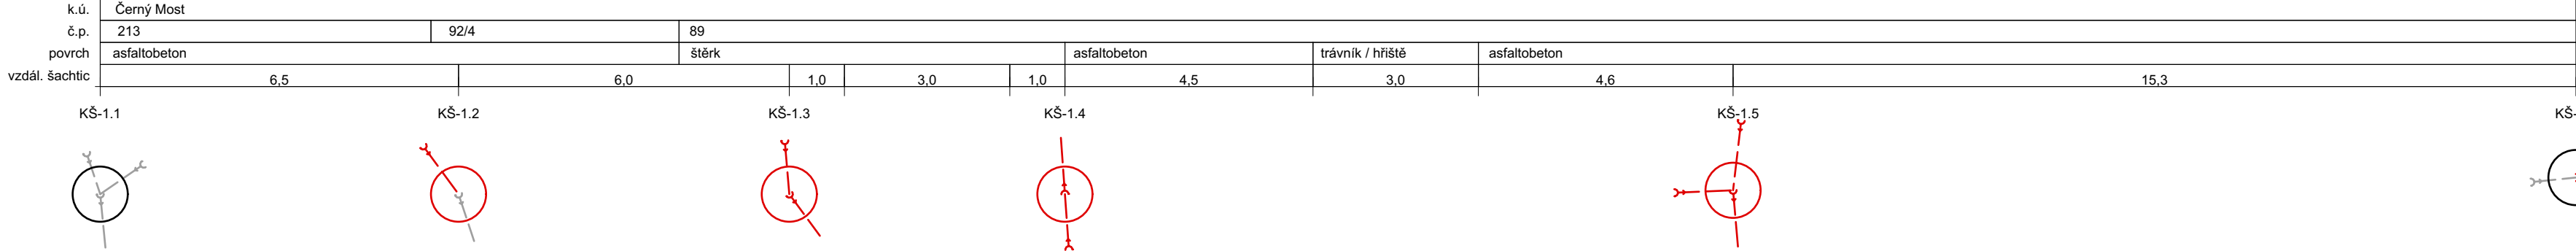 k.ú. Černý Most
č.p. 213 92/4 89
povrch asfaltobeton štěrk asfaltobeton trávník / hřiště asfaltobeton
vzdál. šachtic 6,5 6,0 1,0 3,0 1,0 4,5 3,0 4,6 15,3
KŠ-1.1 KŠ-1.2 KŠ-1.3 KŠ-1.4 KŠ-1.5 KŠ-